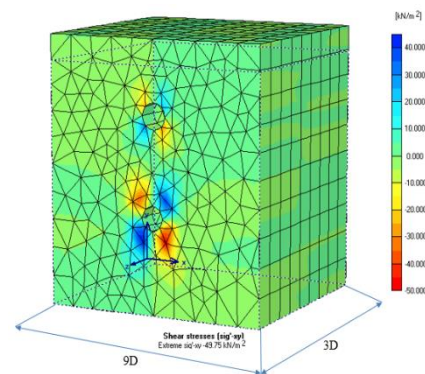 [kN/m²]
40.000
30.000
20.000
10.000
0.000
-10.000
-20.000
-30.000
-40.000
-50.000
x
Shear stresses (sig'-xy)
Extreme sig'-xy -49.75 kN/m²
9D
3D